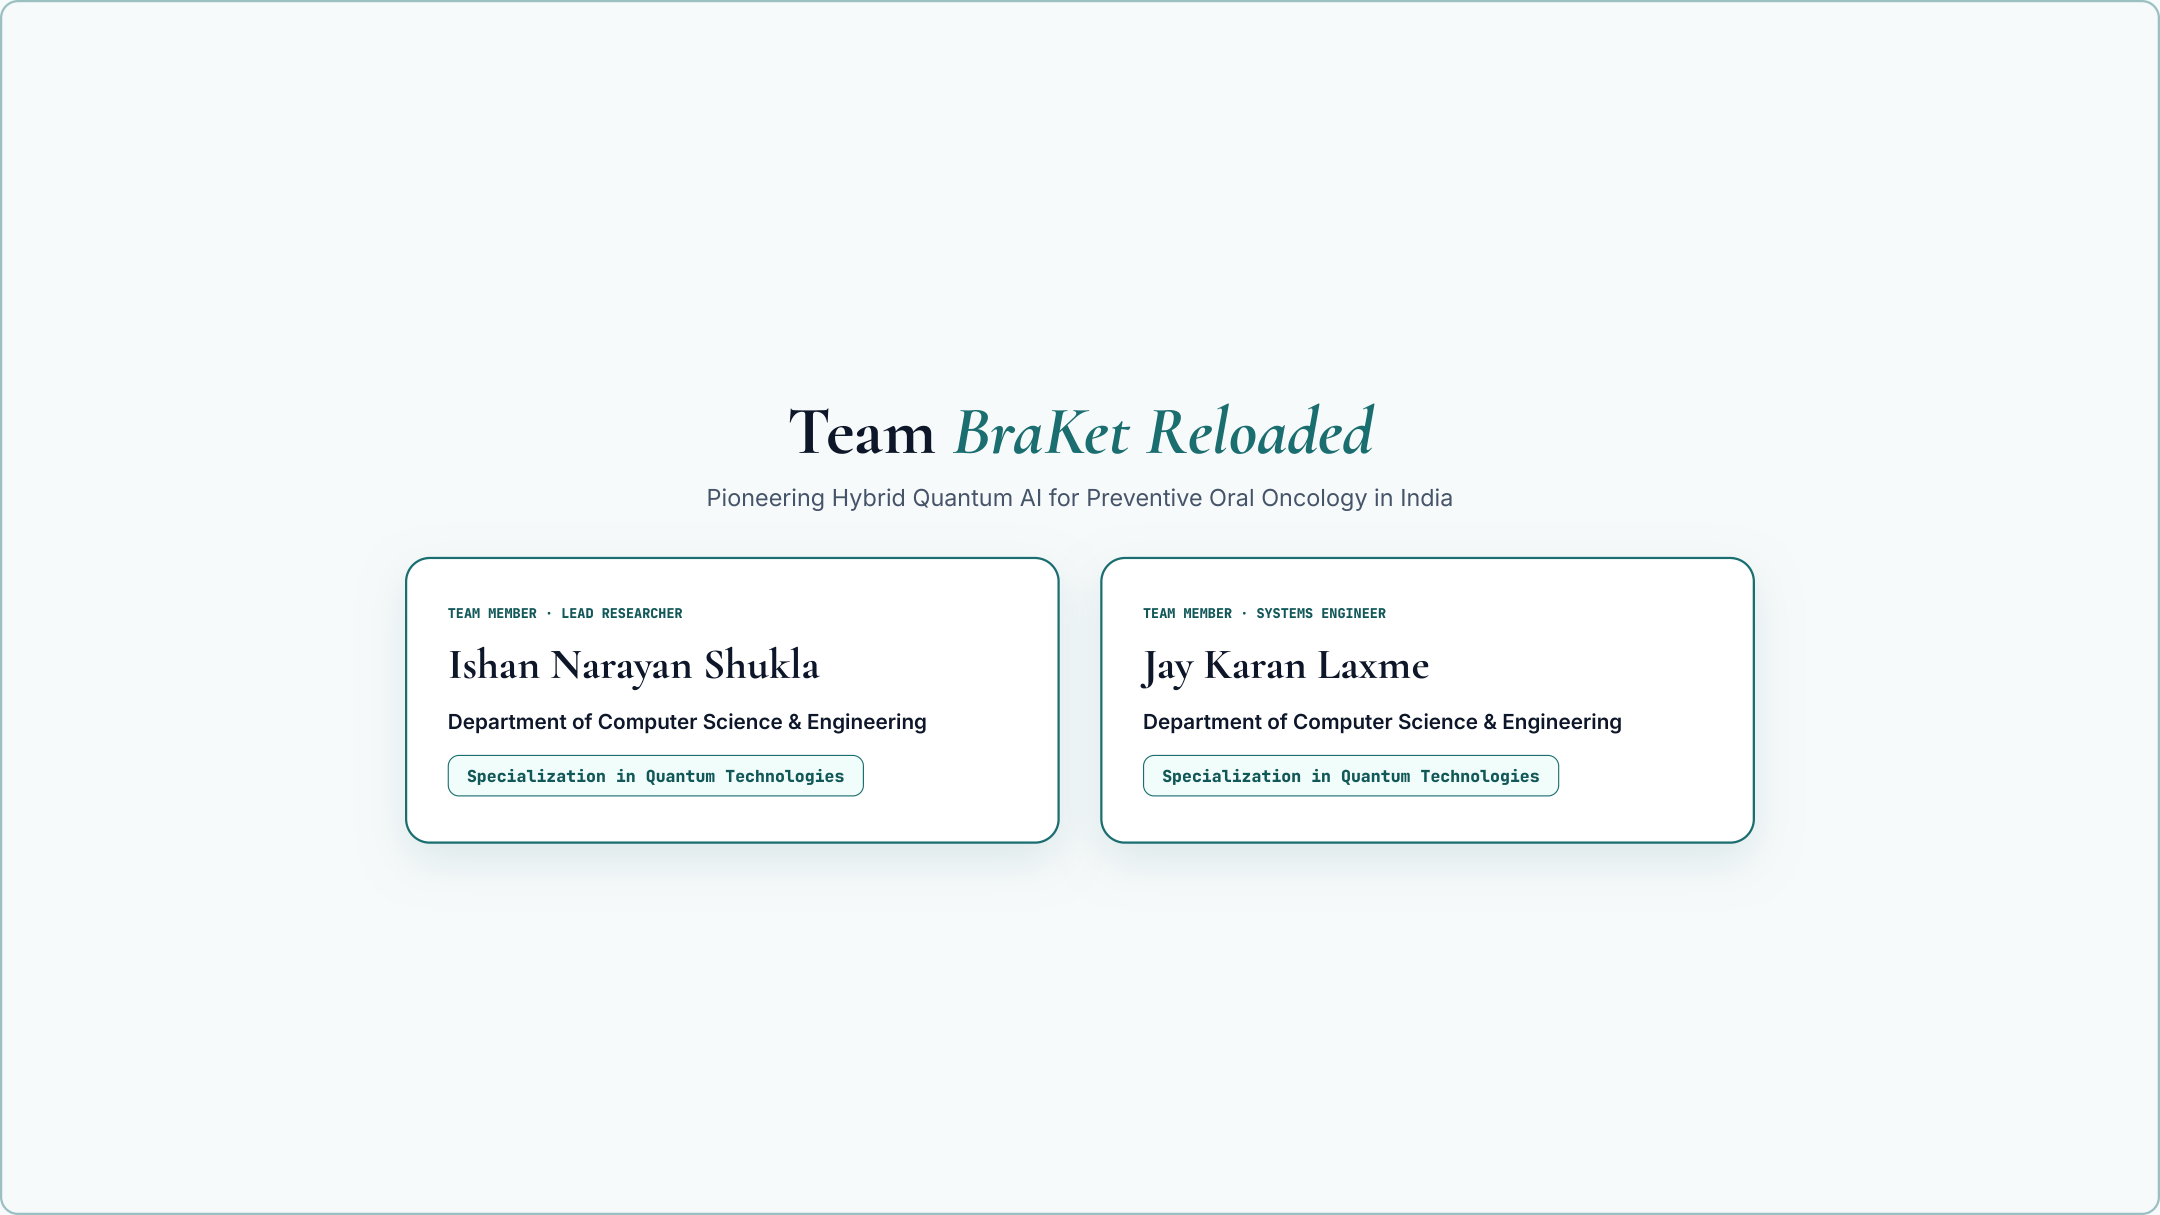 Team BraKet Reloaded
Pioneering Hybrid Quantum AI for Preventive Oral Oncology in India
TEAM MEMBER · LEAD RESEARCHER
Ishan Narayan Shukla
Department of Computer Science & Engineering
Specialization in Quantum Technologies
TEAM MEMBER · SYSTEMS ENGINEER
Jay Karan Laxme
Department of Computer Science & Engineering
Specialization in Quantum Technologies